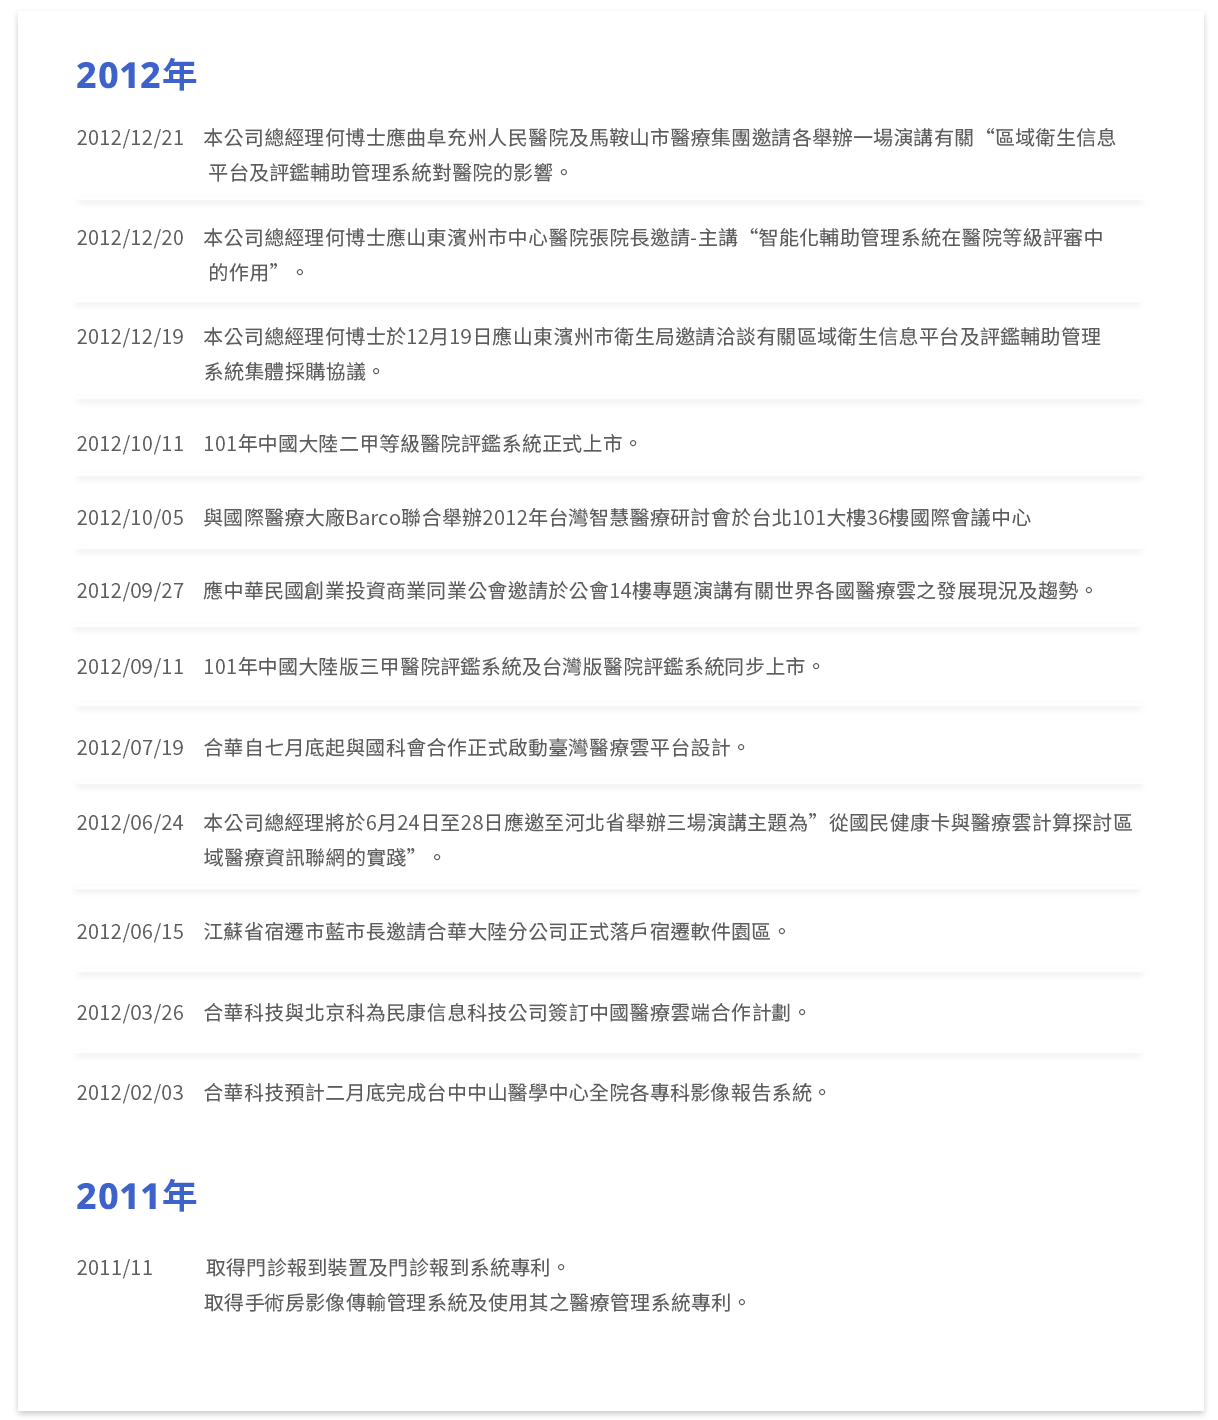 2012年
2012/12/21 本公司總經理何博士應曲阜兗州人民醫院及馬鞍山市醫療集團邀請各舉辦一場演講有關“區域衛生信息
平台及評鑑輔助管理系統對醫院的影響。
2012/12/20 本公司總經理何博士應山東濱州市中心醫院張院長邀請-主講“智能化輔助管理系統在醫院等級評審中
的作用”。
2012/12/19 本公司總經理何博士於12月19日應山東濱州市衛生局邀請洽談有關區域衛生信息平台及評鑑輔助管理
系統集體採購協議。
2012/10/11 101年中國大陸二甲等級醫院評鑑系統正式上市。
2012/10/05 與國際醫療大廠Barco聯合舉辦2012年台灣智慧醫療研討會於台北101大樓36樓國際會議中心
2012/09/27 應中華民國創業投資商業同業公會邀請於公會14樓專題演講有關世界各國醫療雲之發展現況及趨勢。
2012/09/11 101年中國大陸版三甲醫院評鑑系統及台灣版醫院評鑑系統同步上市。
2012/07/19 合華自七月底起與國科會合作正式啟動臺灣醫療雲平台設計。
2012/06/24 本公司總經理將於6月24日至28日應邀至河北省舉辦三場演講主題為”從國民健康卡與醫療雲計算探討區
域醫療資訊聯網的實踐”。
2012/06/15 江蘇省宿遷市藍市長邀請合華大陸分公司正式落戶宿遷軟件園區。
2012/03/26 合華科技與北京科為民康信息科技公司簽訂中國醫療雲端合作計劃。
2012/02/03 合華科技預計二月底完成台中中山醫學中心全院各專科影像報告系統。
2011年
2011/11 取得門診報到裝置及門診報到系統專利。
取得手術房影像傳輸管理系統及使用其之醫療管理系統專利。